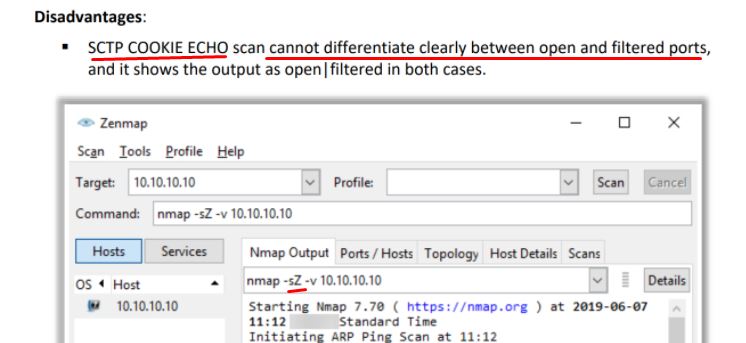 Disadvantages:
▪ SCTP COOKIE ECHO scan cannot differentiate clearly between open and filtered ports,
and it shows the output as open|filtered in both cases.
Zenmap
Scan Tools Profile Help
Target: 10.10.10.10 Profile: Scan Cancel
Command: nmap -sZ -v 10.10.10.10
Hosts Services Nmap Output Ports / Hosts Topology Host Details Scans
nmap -sZ -v 10.10.10.10 Details
OS Host
10.10.10.10
Starting Nmap 7.70 ( https://nmap.org ) at 2019-06-07
11:12 Standard Time
Initiating ARP Ping Scan at 11:12